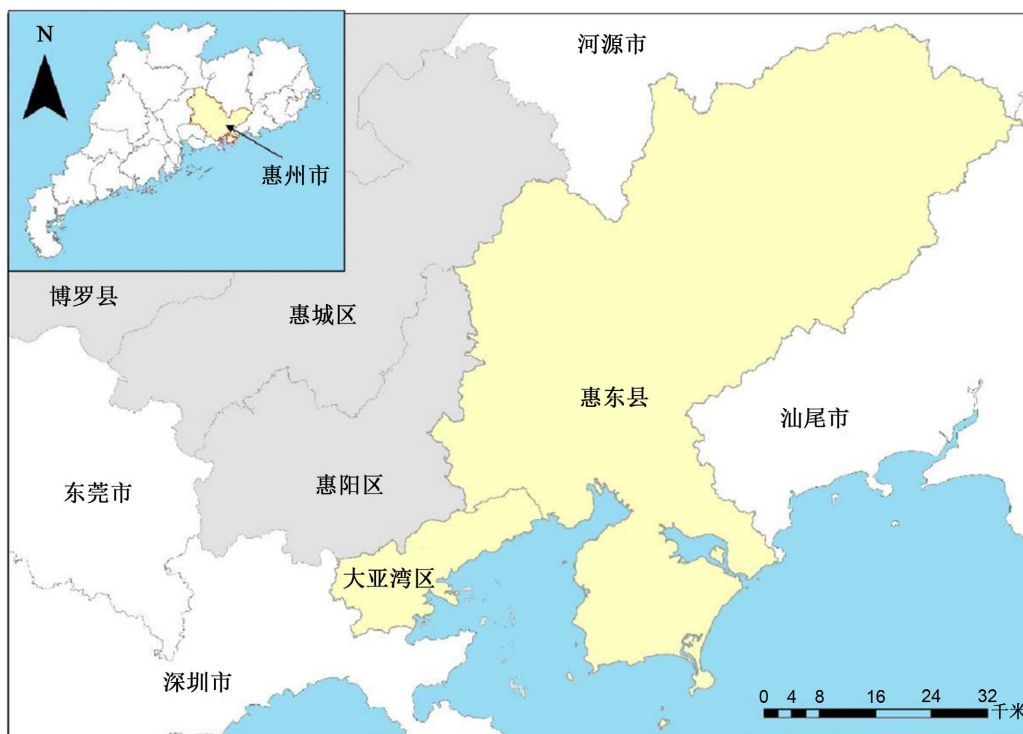 N
惠州市
河源市
博罗县
惠城区
惠东县
汕尾市
东莞市
惠阳区
大亚湾区
深圳市
0 4 8 16 24 32
千米